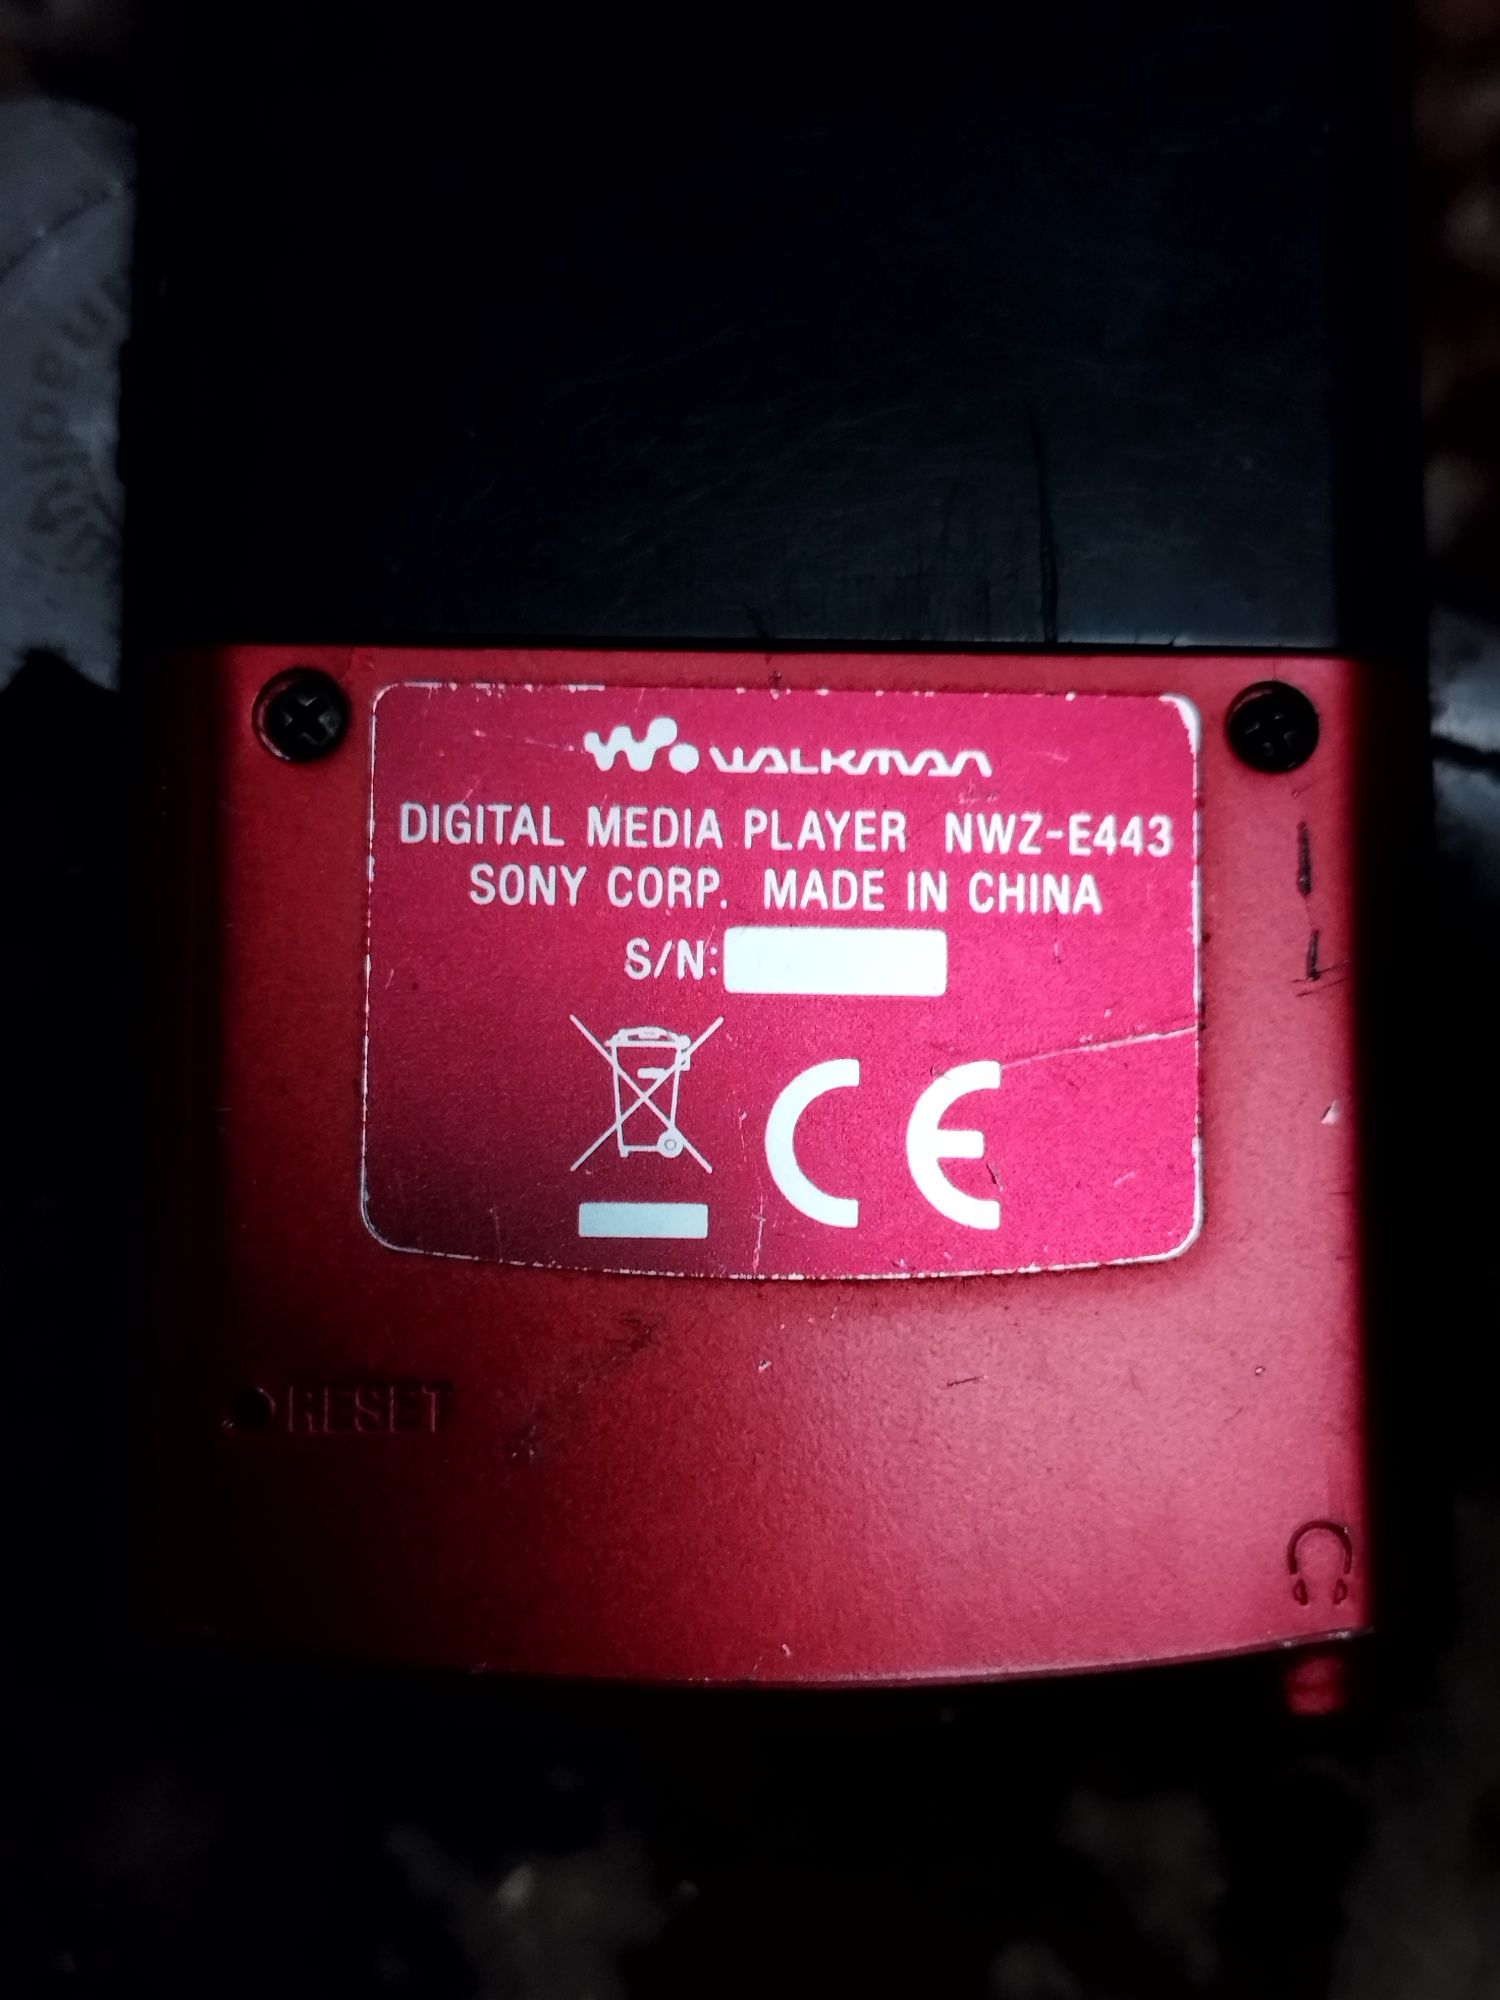 WALKMAN
DIGITAL MEDIA PLAYER NWZ-E443
SONY CORP. MADE IN CHINA
S/N:
CE
RESET